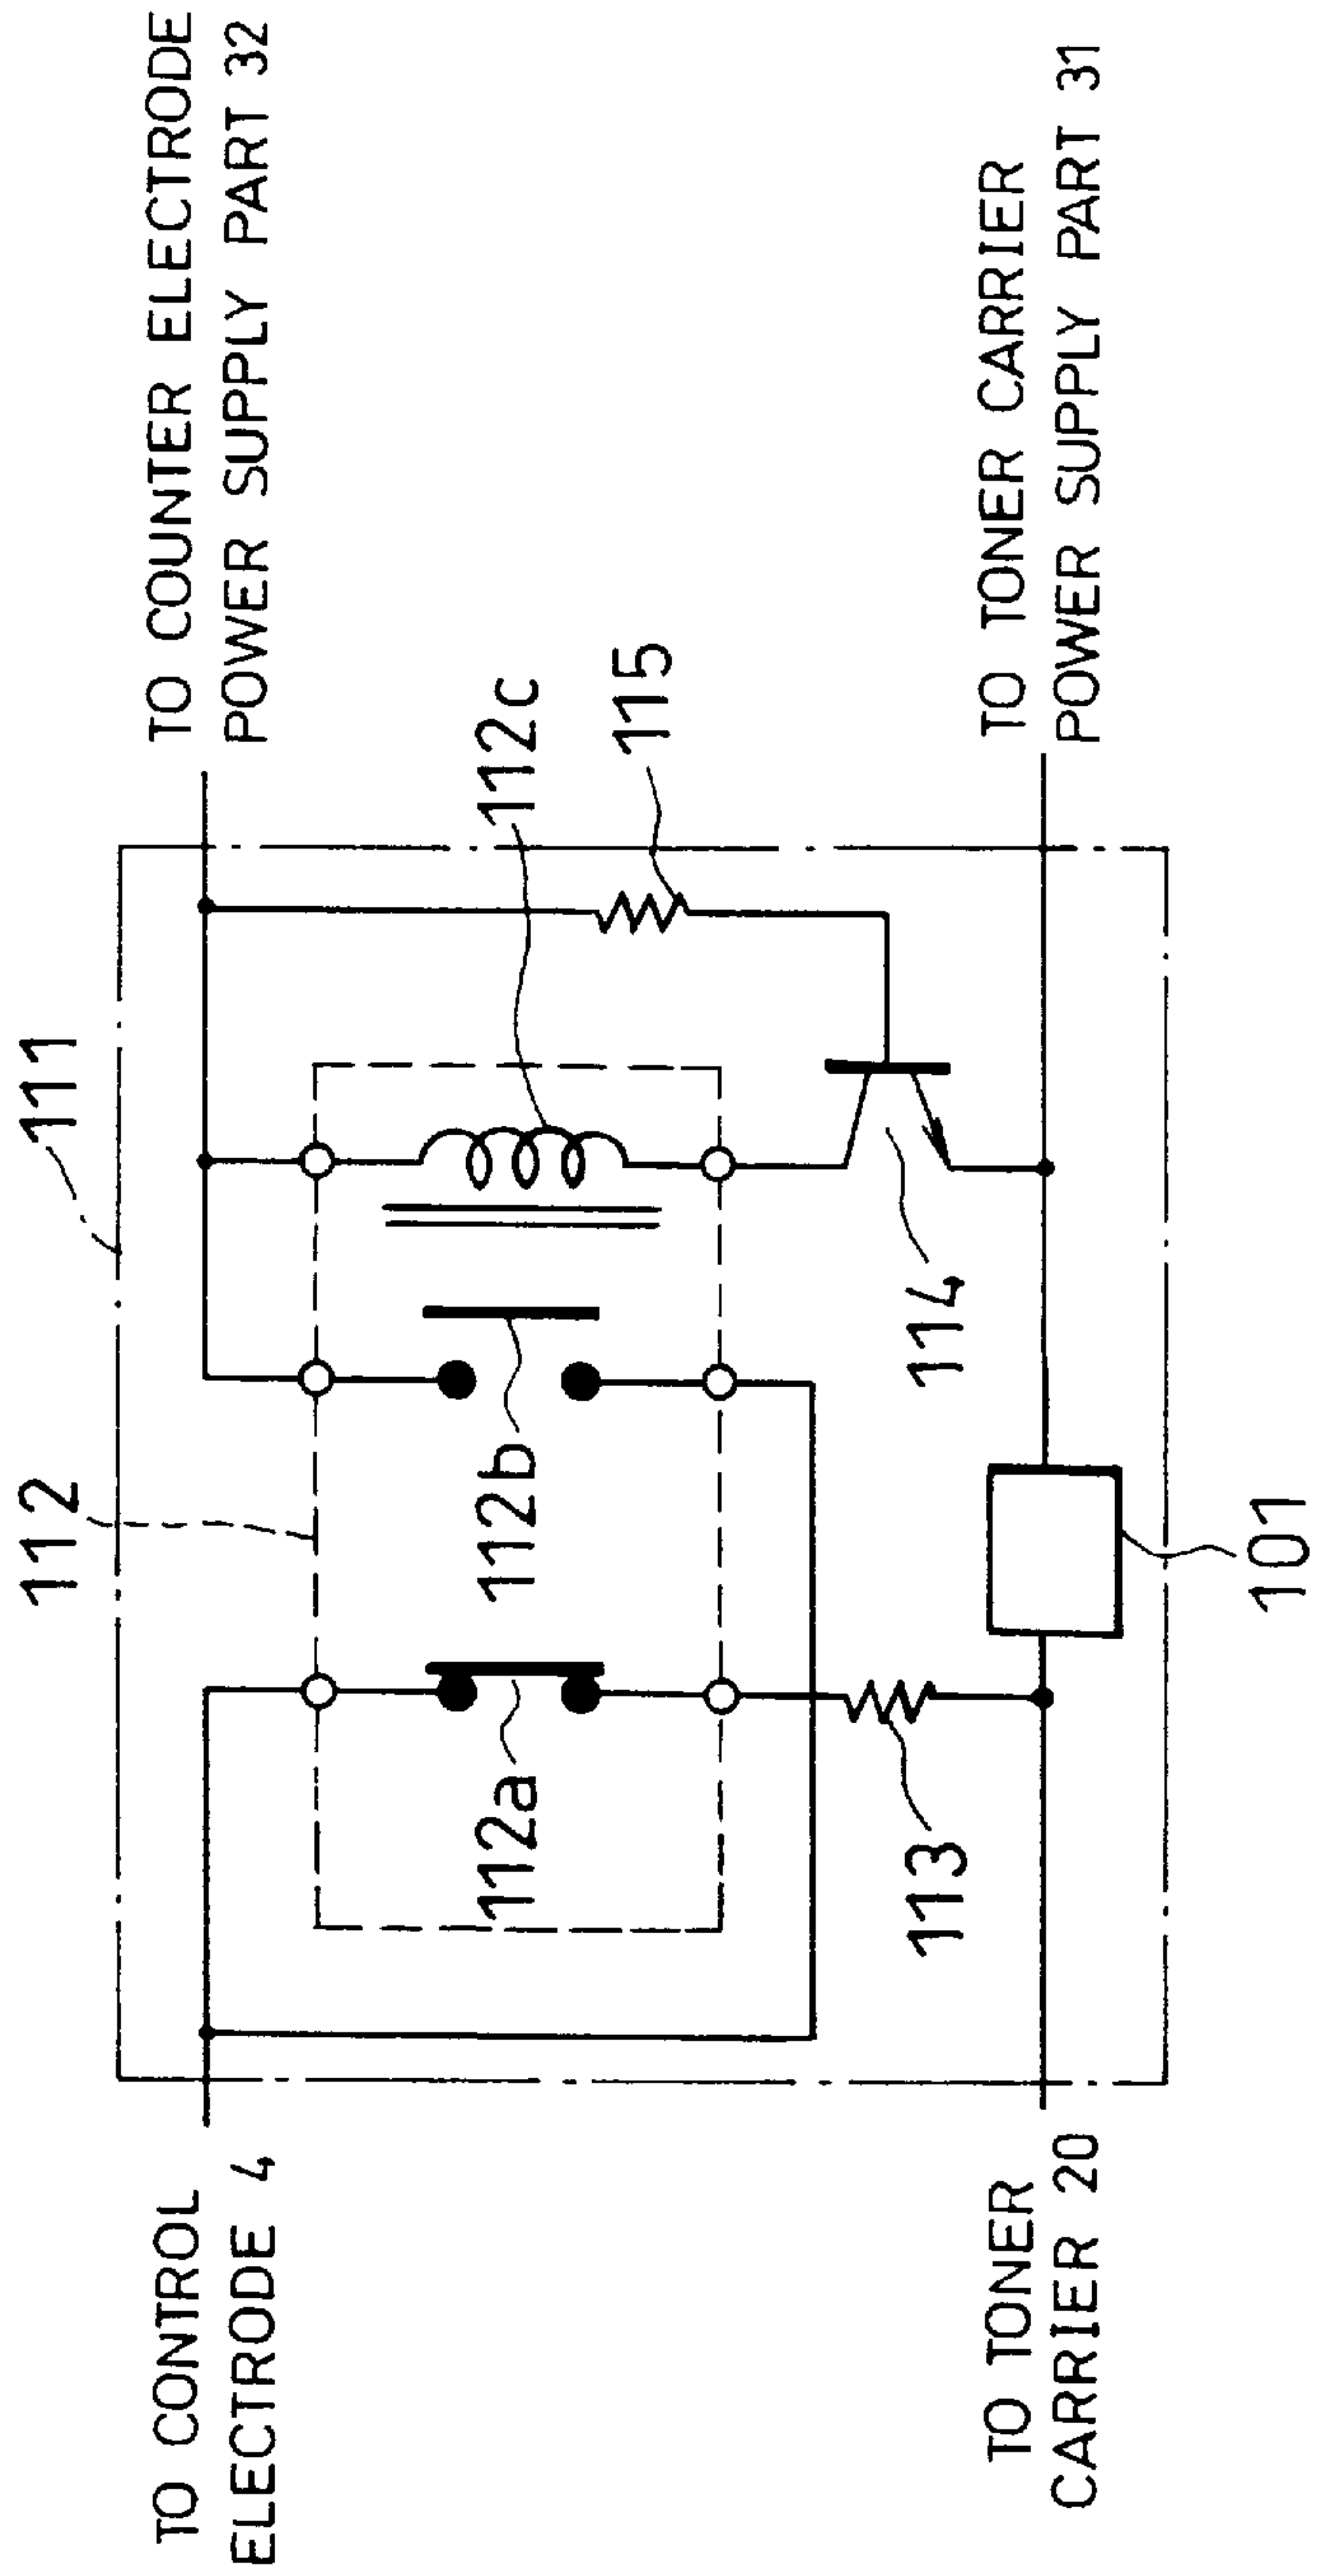 111
112
TO CONTROL
ELECTRODE 4
TO COUNTER ELECTRODE
POWER SUPPLY PART 32
112a
112b
112c
115
113
114
TO TONER
CARRIER 20
TO TONER CARRIER
POWER SUPPLY PART 31
101